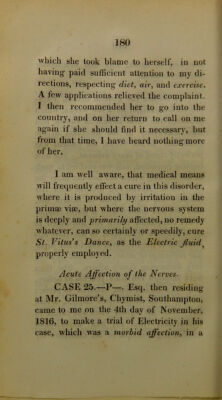 180
which she took blame to herself, in not
having paid sufficient attention to my di-
rections, respecting diet, air, and exercise.
A few applications relieved the complaint.
I then recommended her to go into the
country, and on her return to call on me
again if she should find it necessary, but
from that time, I have heard nothing more
of her.
I am well aware, that medical means
will frequently effect a cure in this disorder,
where it is produced by irritation in the
primæ viæ, but where the nervous system
is deeply and primarily affected, no remedy
whatever, can so certainly or speedily, cure
St. Vitus's Dance, as the Electric fluid,
properly employed.
Acute Affection of the Nerves.
CASE 25.—P—. Esq. then residing
at Mr. Gilmore's, Chymist, Southampton,
came to me on the 4th day of November,
1816, to make a trial of Electricity in his
case, which was a morbid affection, in a